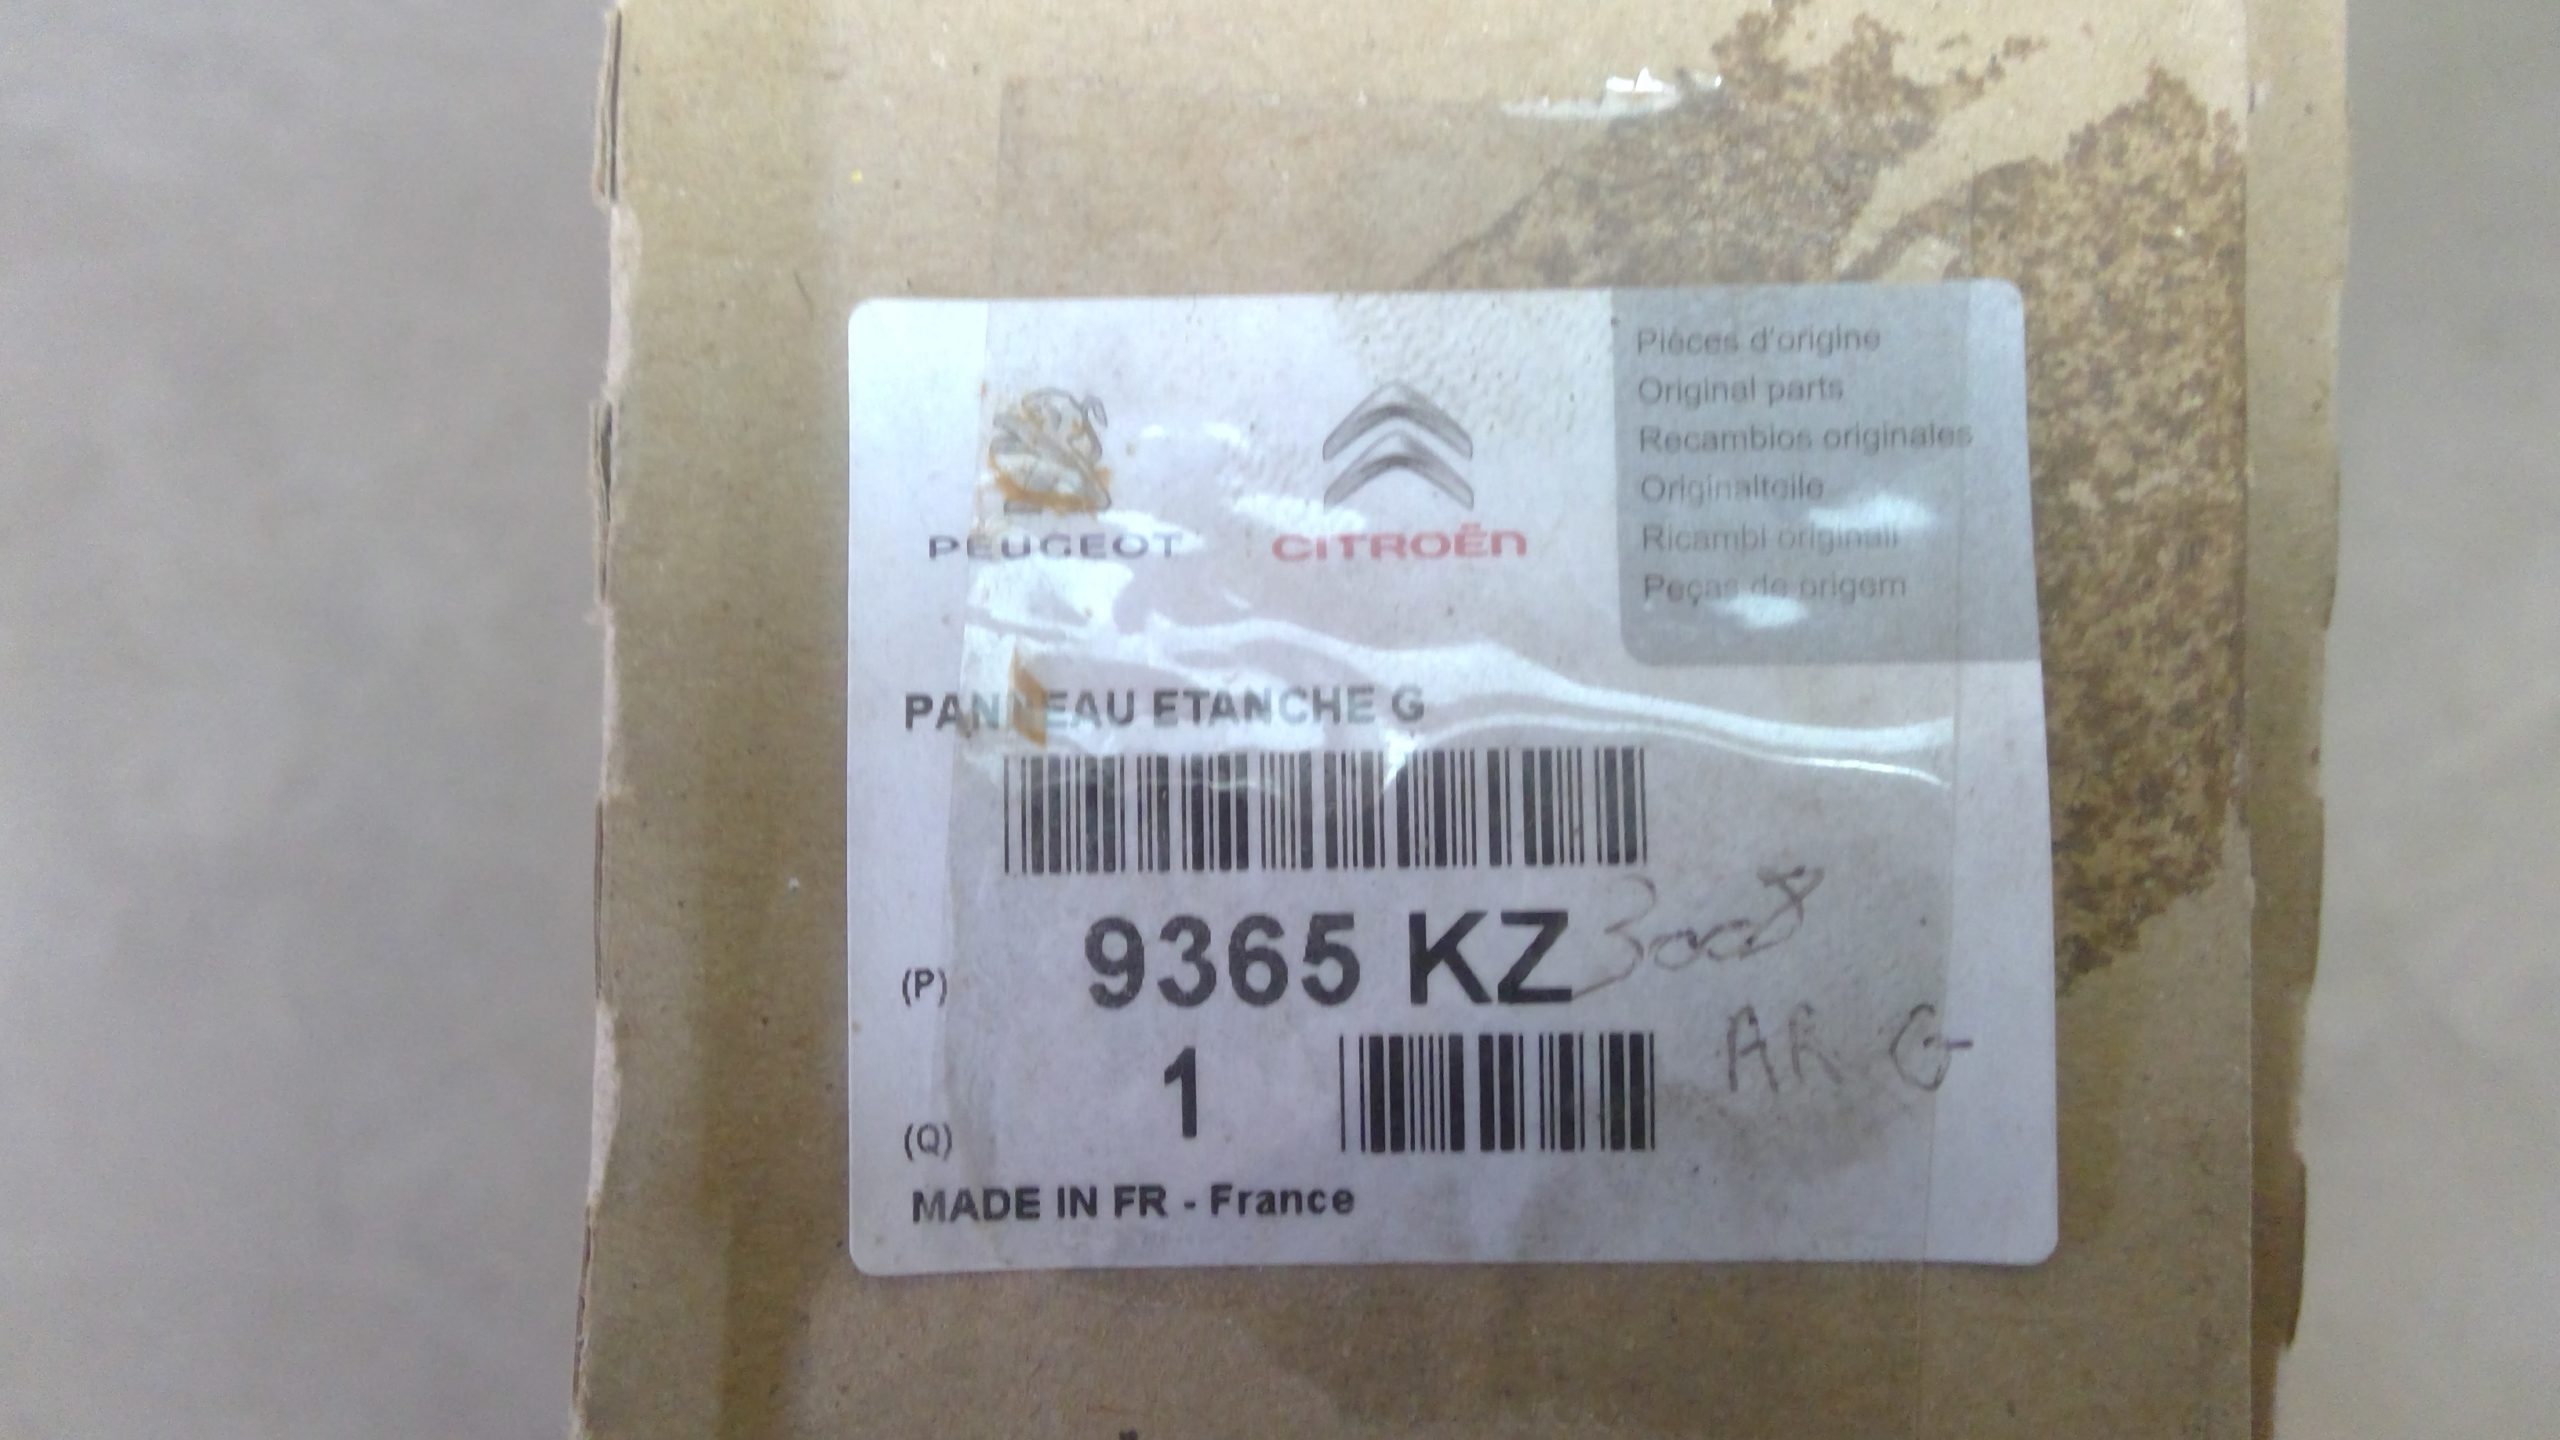 PEUGEOT
CITROËN
Pièces d'origine
Original parts
Recambios originales
Originalteile
Ricambi originali
Peças de origem
PANNEAU ETANCHE G
(P) 9365 KZ 3008
AR G
(Q) 1
MADE IN FR - France